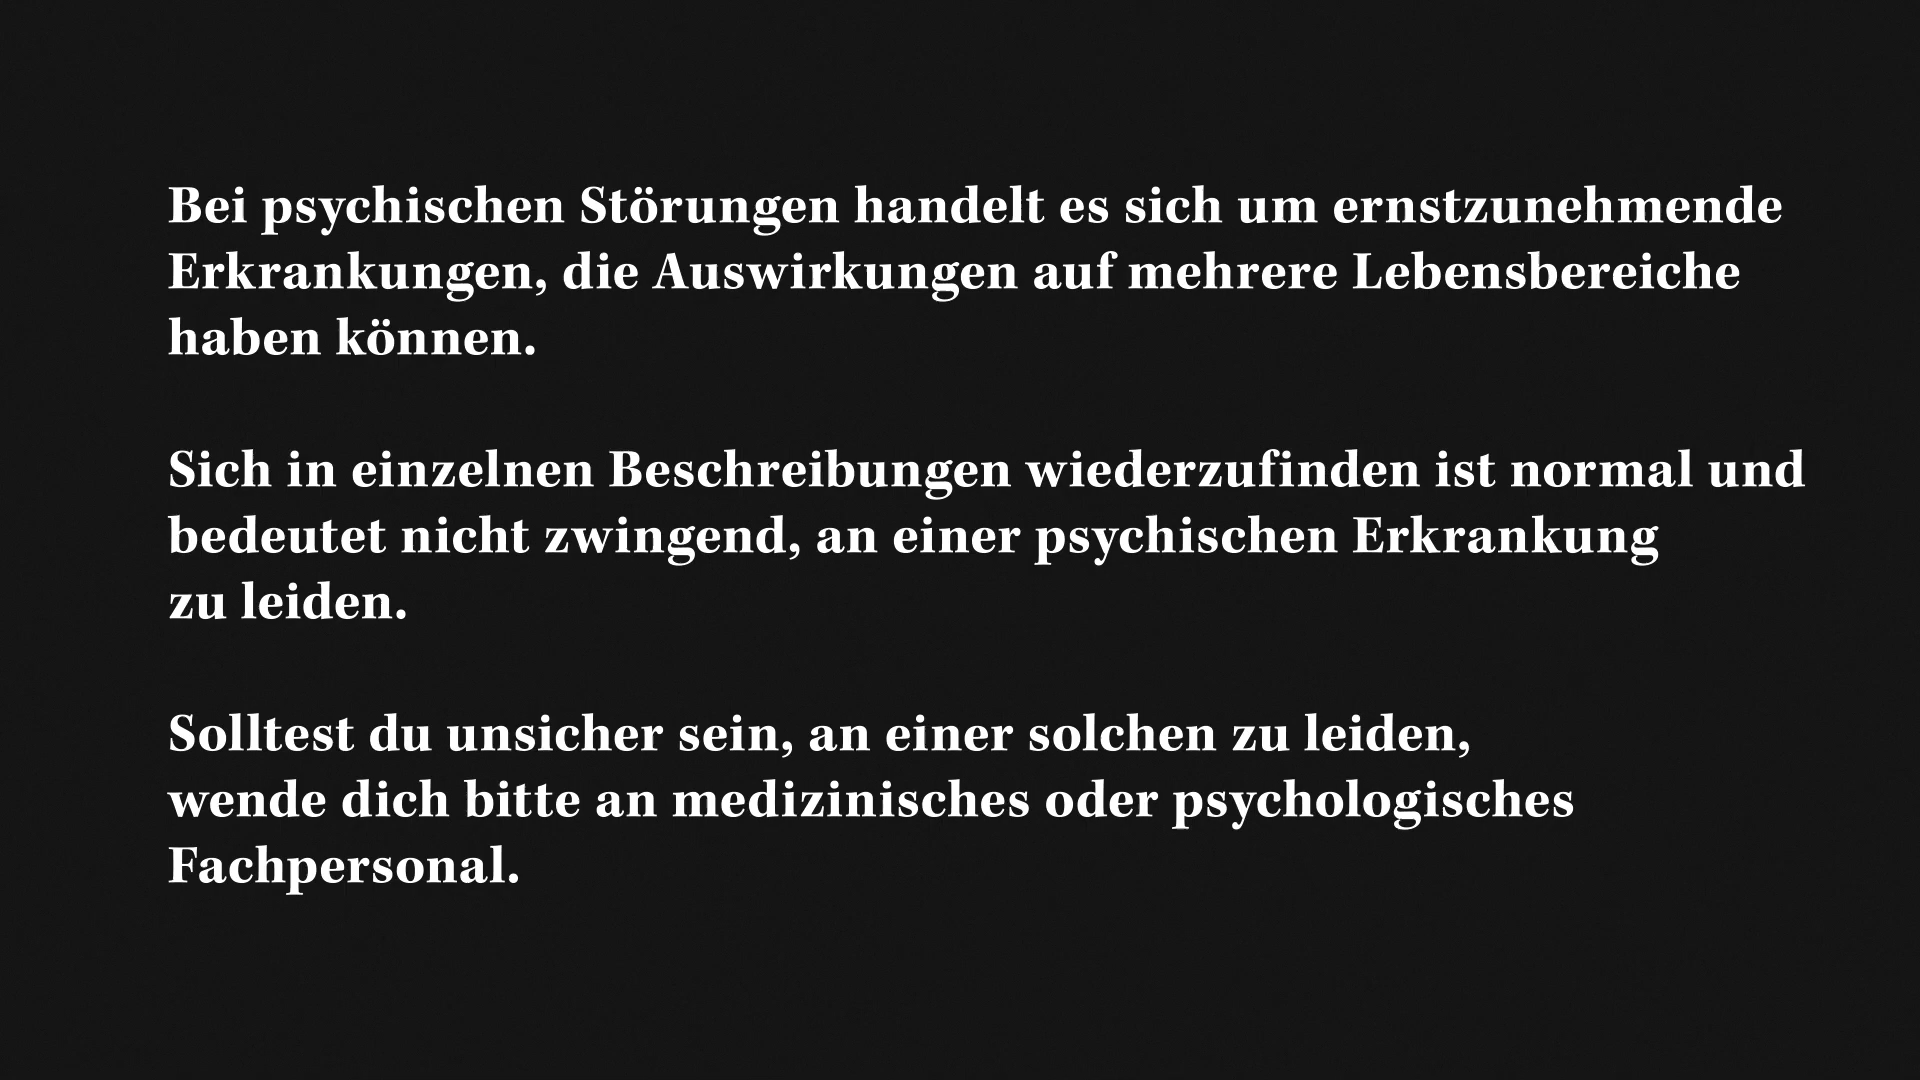 Bei psychischen Störungen handelt es sich um ernstzunehmende
Erkrankungen, die Auswirkungen auf mehrere Lebensbereiche
haben können.
Sich in einzelnen Beschreibungen wiederzufinden ist normal und
bedeutet nicht zwingend, an einer psychischen Erkrankung
zu leiden.
Solltest du unsicher sein, an einer solchen zu leiden,
wende dich bitte an medizinisches oder psychologisches
Fachpersonal.